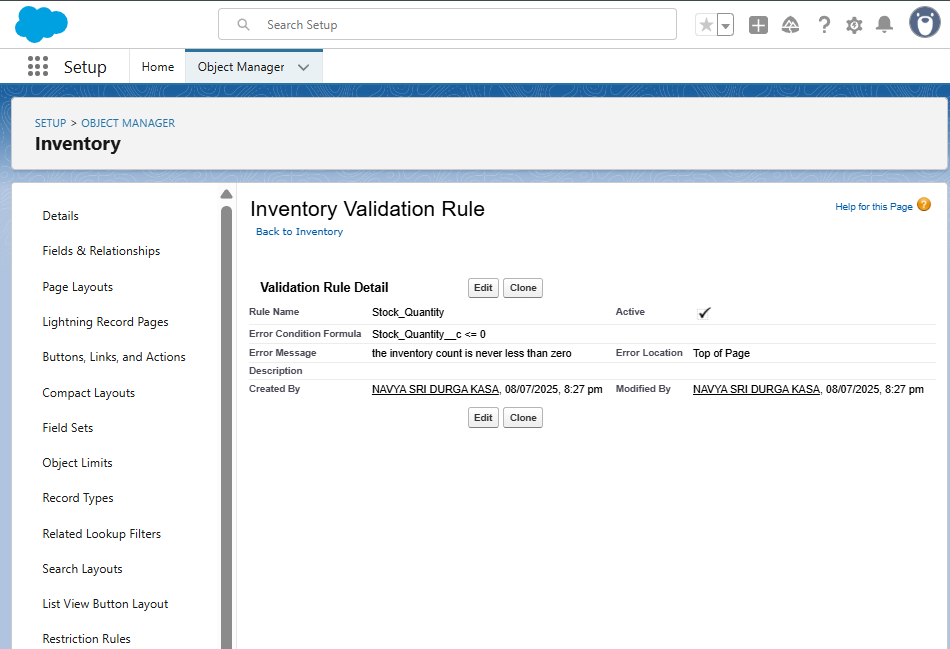 Search Setup
Setup
Home
Object Manager
SETUP > OBJECT MANAGER
Inventory
Details
Fields & Relationships
Page Layouts
Lightning Record Pages
Buttons, Links, and Actions
Compact Layouts
Field Sets
Object Limits
Record Types
Related Lookup Filters
Search Layouts
List View Button Layout
Restriction Rules
Inventory Validation Rule
Help for this Page
Back to Inventory
Validation Rule Detail
Edit
Clone
Rule Name Stock_Quantity Active
Error Condition Formula Stock_Quantity__c <= 0
Error Message the inventory count is never less than zero Error Location Top of Page
Description
Created By NAVYA SRI DURGA KASA, 08/07/2025, 8:27 pm Modified By NAVYA SRI DURGA KASA, 08/07/2025, 8:27 pm
Edit
Clone